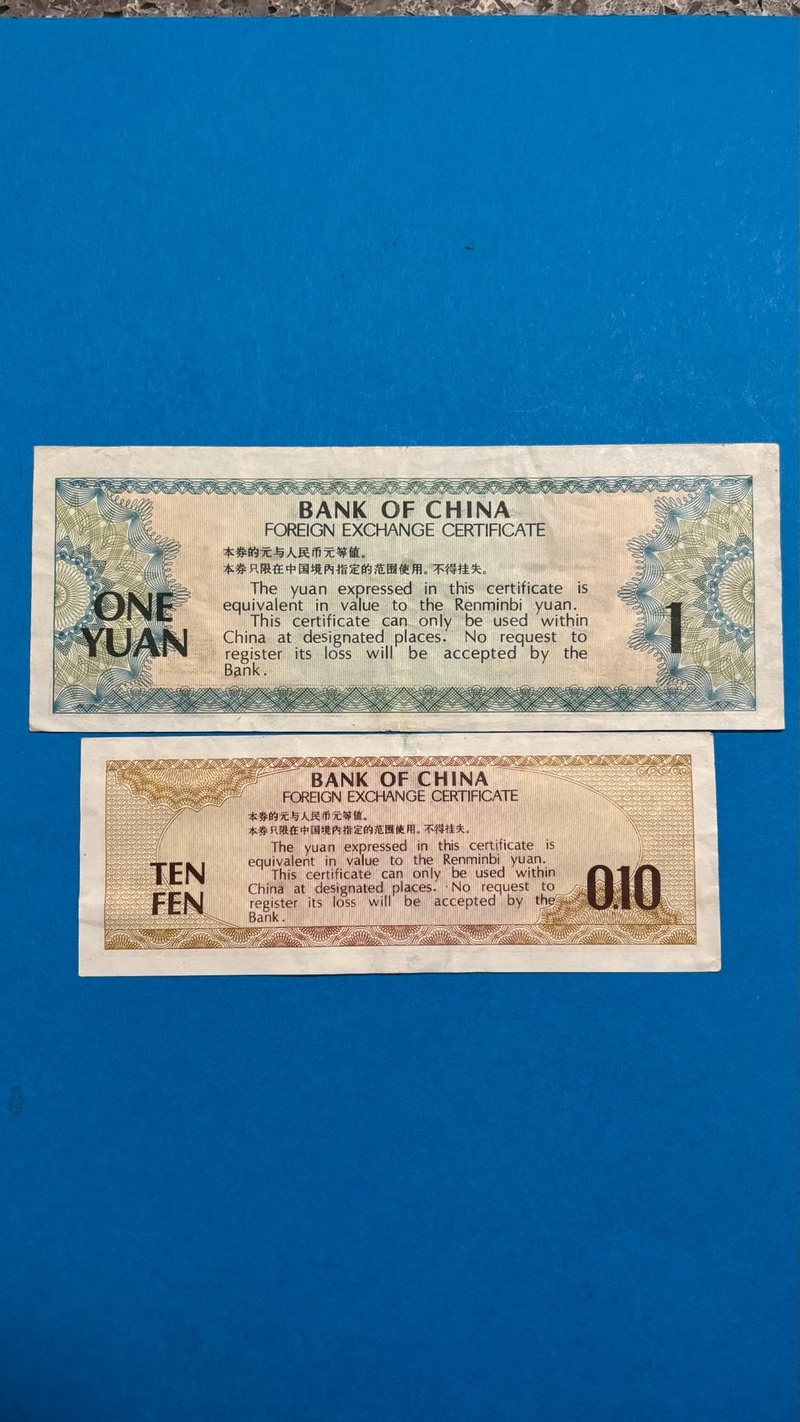 BANK OF CHINA
FOREIGN EXCHANGE CERTIFICATE
本券的元与人民币元等值。
本券只限在中国境内指定的范围使用。不得挂失。
The yuan expressed in this certificate is
equivalent in value to the Renminbi yuan.
This certificate can only be used within
China at designated places. No request to
register its loss will be accepted by the
Bank.
ONE
YUAN
1
BANK OF CHINA
FOREIGN EXCHANGE CERTIFICATE
本券的元与人民币元等值。
本券只限在中国境内指定的范围使用。不得挂失。
The yuan expressed in this certificate is
equivalent in value to the Renminbi yuan.
This certificate can only be used within
China at designated places. No request to
register its loss will be accepted by the
Bank.
TEN
FEN
0.10